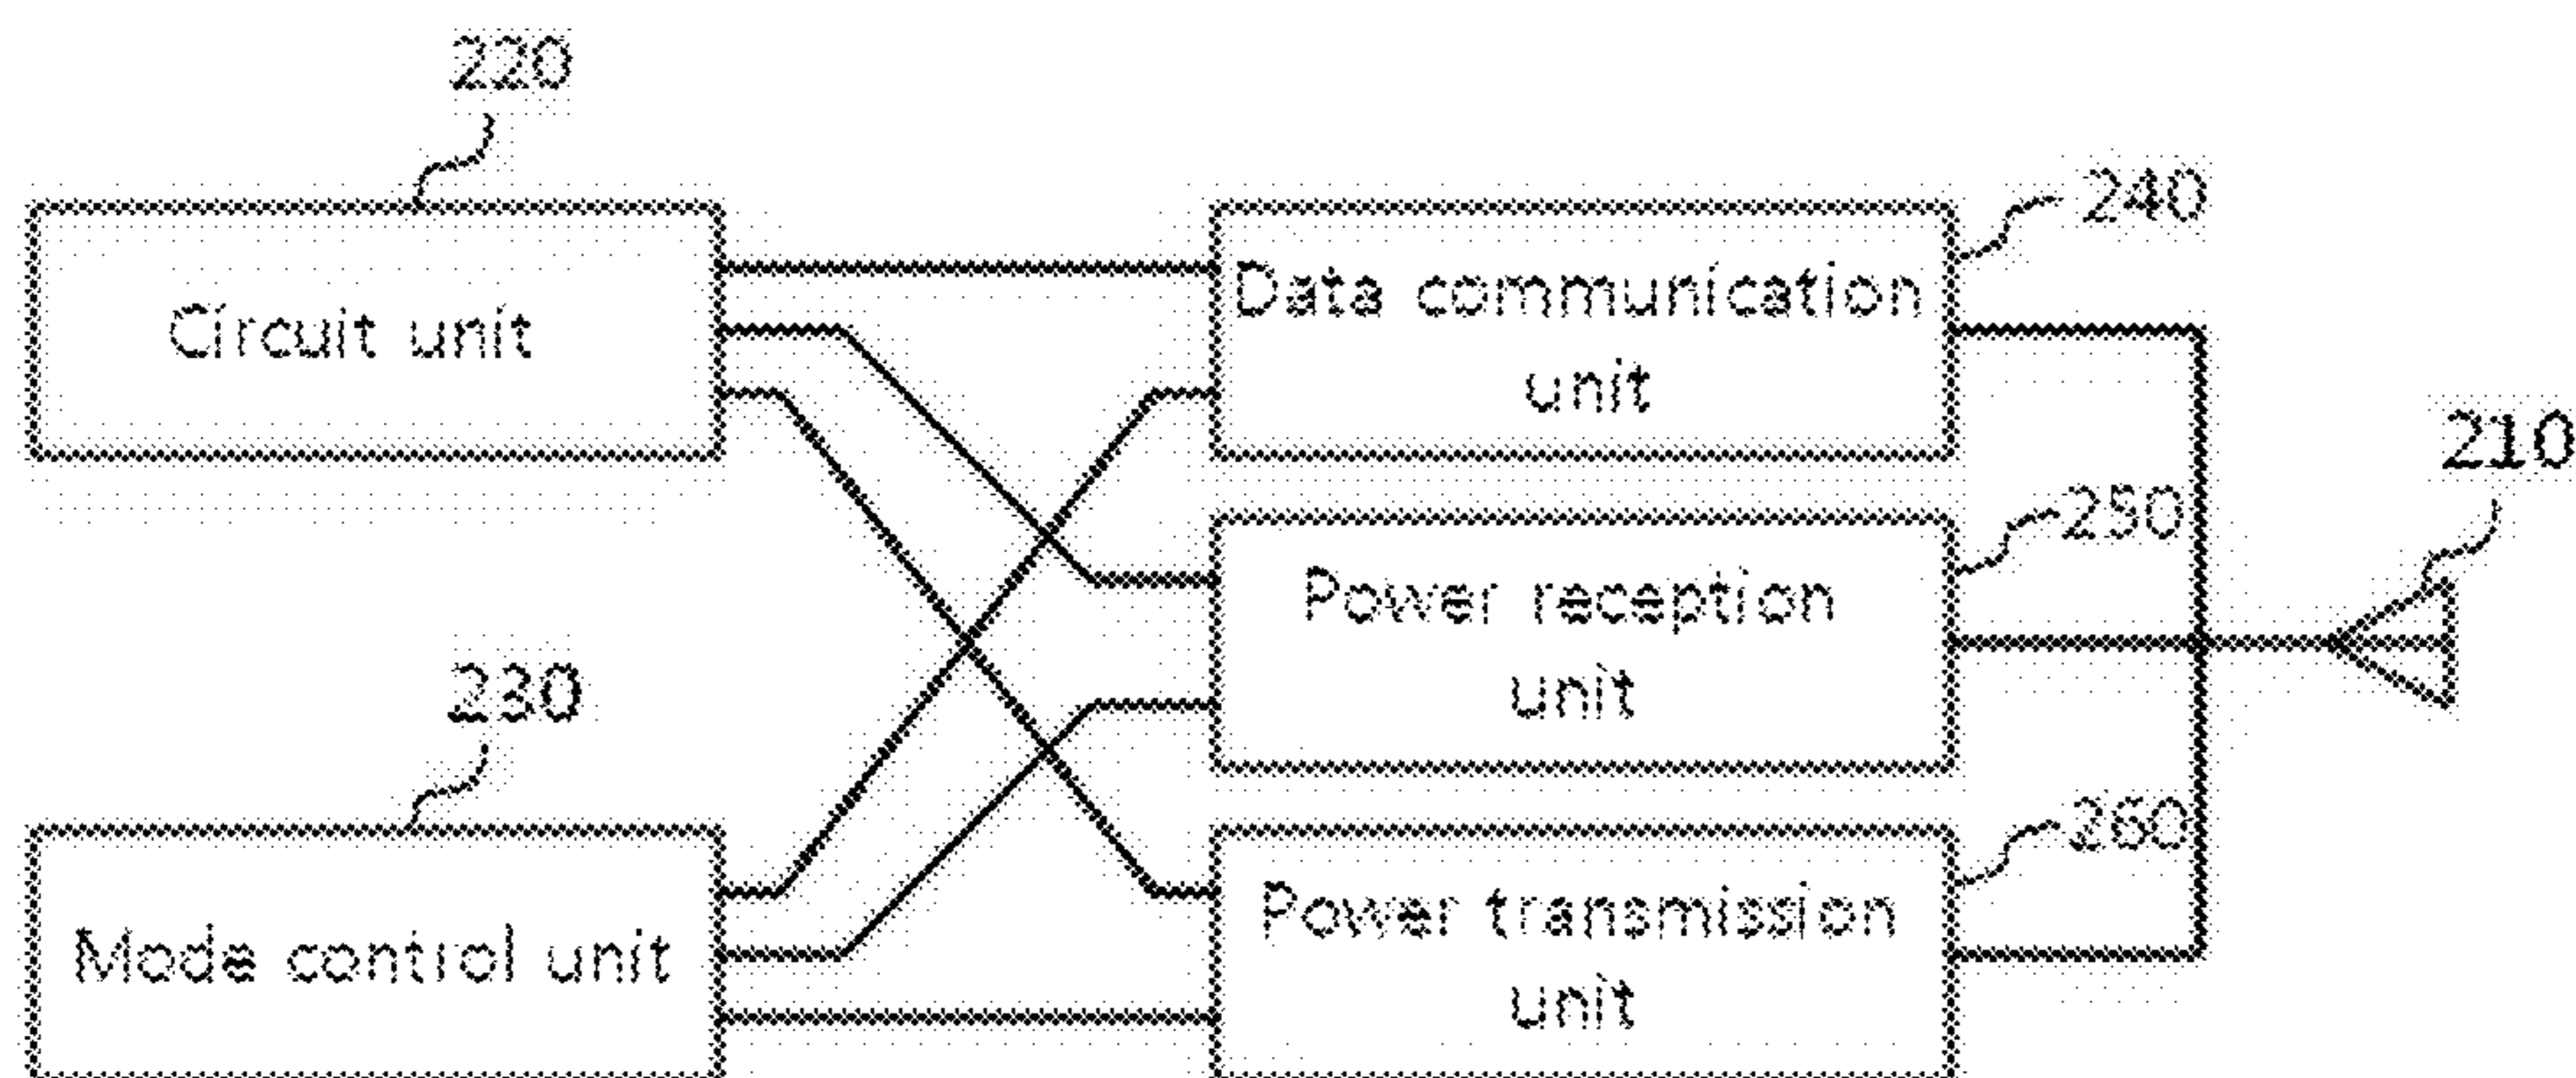 220
240
Circuit unit
Data communication
unit
210
250
Power reception
unit
230
260
Mode control unit
Power transmission
unit